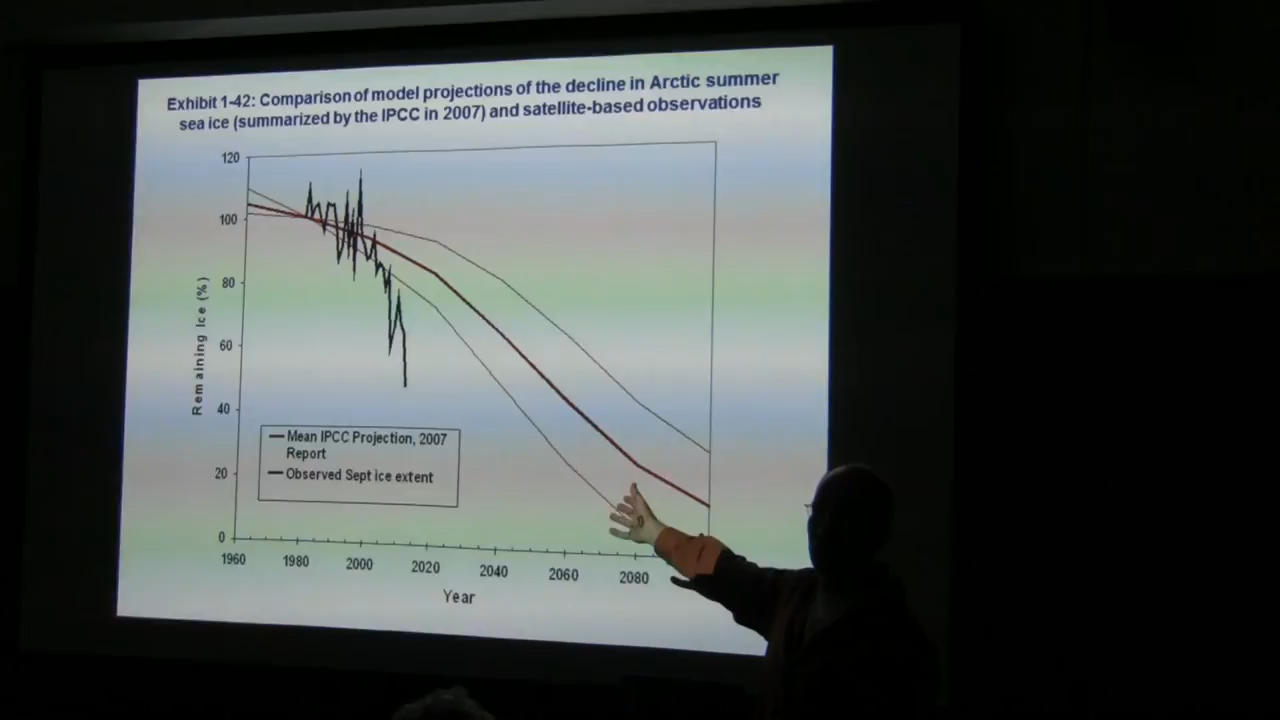 Exhibit 1-42: Comparison of model projections of the decline in Arctic summer
sea ice (summarized by the IPCC in 2007) and satellite-based observations
120
100
80
60
40
20
0
Remaining Ice (%)
Mean IPCC Projection, 2007
Report
Observed Sept ice extent
1960 1980 2000 2020 2040 2060 2080
Year